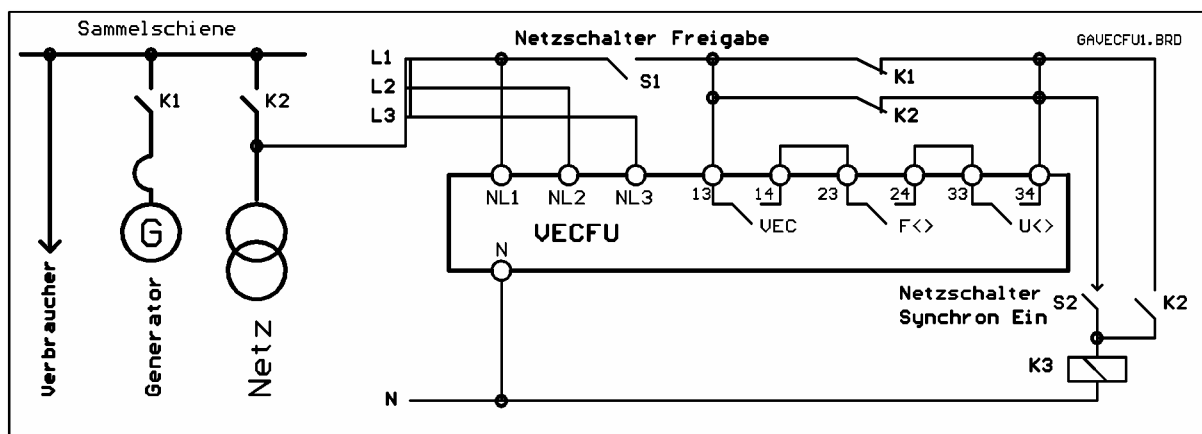 Sammelschiene
Netzschalter Freigabe
GAVECFU1.BRD
L1
S1
K1
K1
K2
L2
K2
L3
NL1
NL2
NL3
13
14
23
24
33
34
VEC
F<>
U<>
VECFU
G
N
Verbraucher
Generator
Netz
Netzschalter
Synchron Ein
S2
K2
K3
N